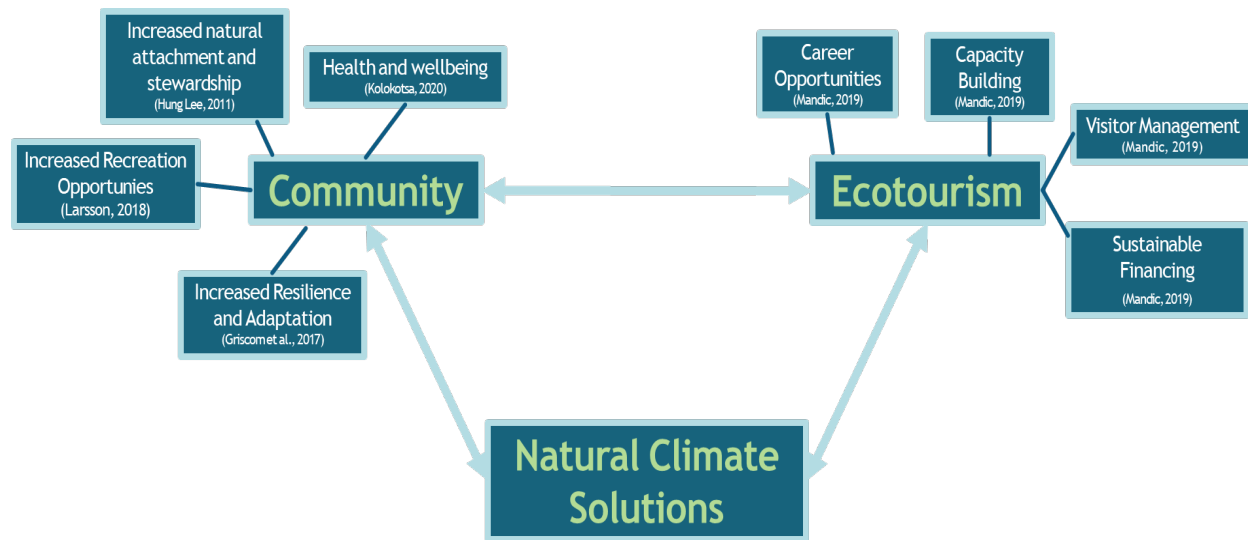 Increased natural
attachment and
stewardship
(Hung Lee, 2011)
Health and wellbeing
(Kolokotsa, 2020)
Increased Recreation
Opportunies
(Larsson, 2018)
Community
Increased Resilience
and Adaptation
(Griscom et al., 2017)
Career
Opportunities
(Mandic, 2019)
Capacity
Building
(Mandic, 2019)
Visitor Management
(Mandic, 2019)
Ecotourism
Sustainable
Financing
(Mandic, 2019)
Natural Climate
Solutions